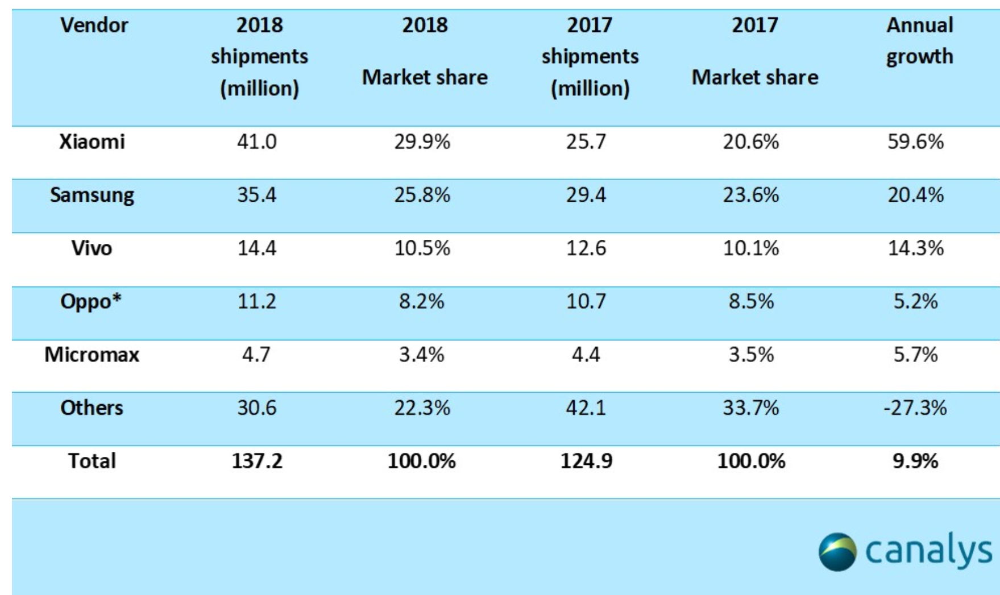 Vendor 2018 shipments (million) 2018 Market share 2017 shipments (million) 2017 Market share Annual growth
Xiaomi 41.0 29.9% 25.7 20.6% 59.6%
Samsung 35.4 25.8% 29.4 23.6% 20.4%
Vivo 14.4 10.5% 12.6 10.1% 14.3%
Oppo* 11.2 8.2% 10.7 8.5% 5.2%
Micromax 4.7 3.4% 4.4 3.5% 5.7%
Others 30.6 22.3% 42.1 33.7% -27.3%
Total 137.2 100.0% 124.9 100.0% 9.9%
canalys